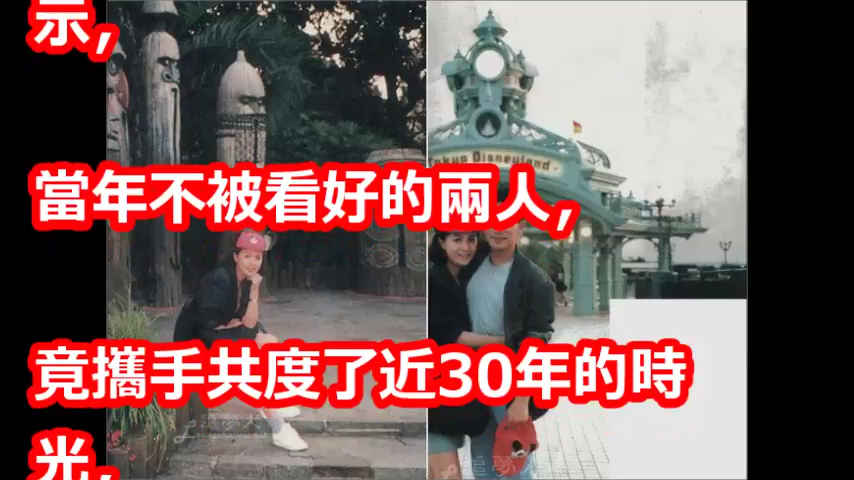 示,
當年不被看好的兩人,
Tokyo Disneyland
竟攜手共度了近30年的時
光,